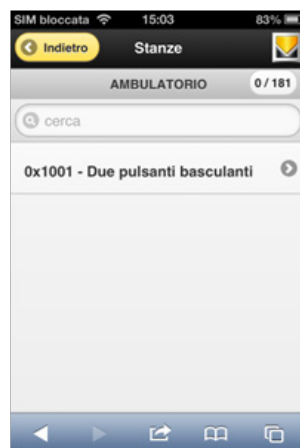 SIM bloccata 15:03 83%
Indietro Stanze
AMBULATORIO 0 / 181
cerca
0x1001 - Due pulsanti basculanti